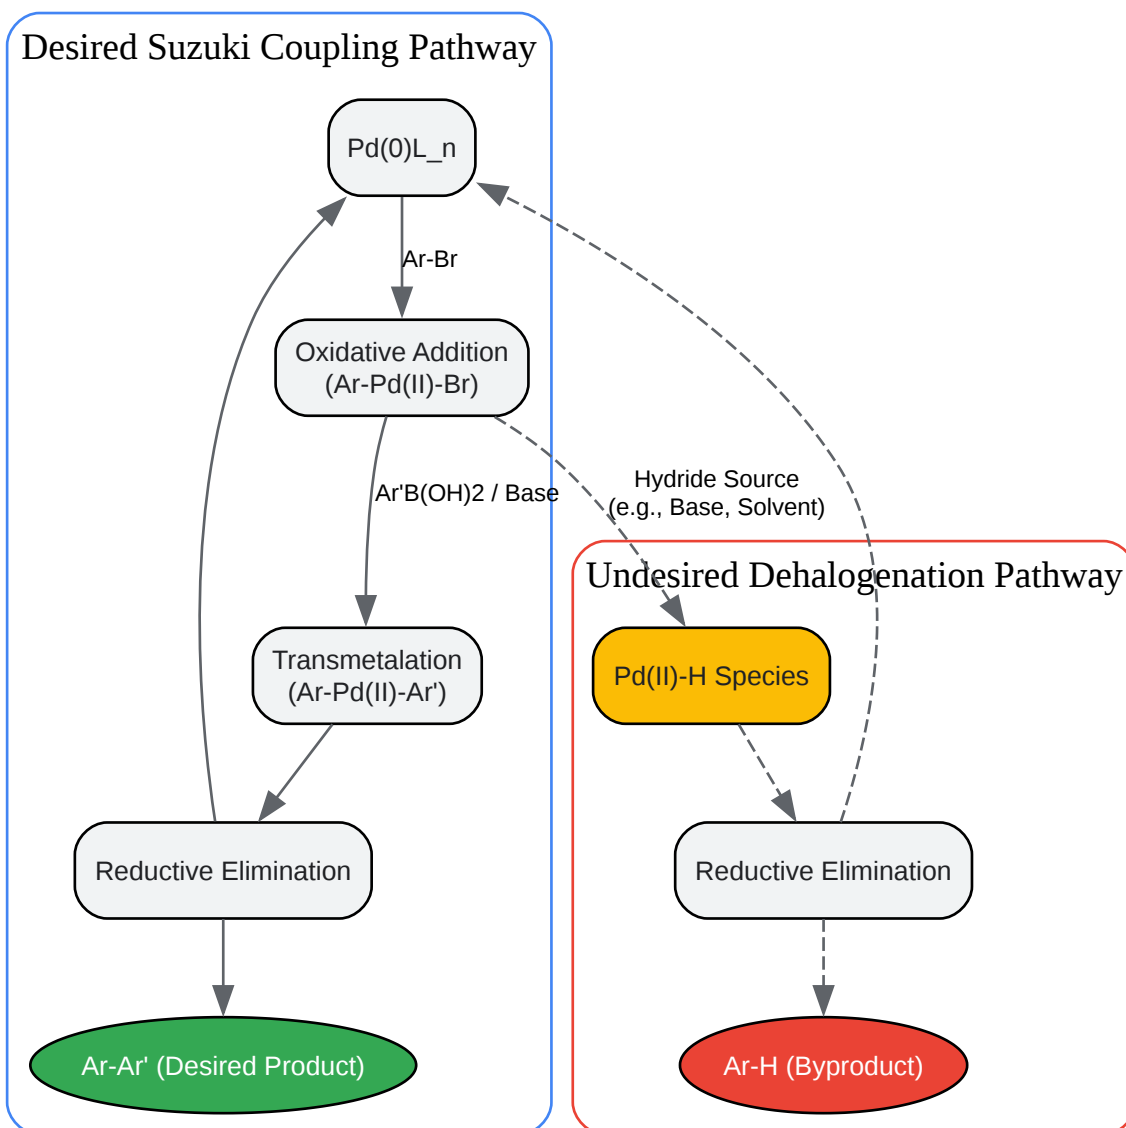 Desired Suzuki Coupling Pathway
Pd(0)L_n
Ar-Br
Oxidative Addition
(Ar-Pd(II)-Br)
Ar'B(OH)2 / Base
Hydride Source
(e.g., Base, Solvent)
Undesired Dehalogenation Pathway
Transmetalation
(Ar-Pd(II)-Ar')
Pd(II)-H Species
Reductive Elimination
Reductive Elimination
Ar-Ar' (Desired Product)
Ar-H (Byproduct)